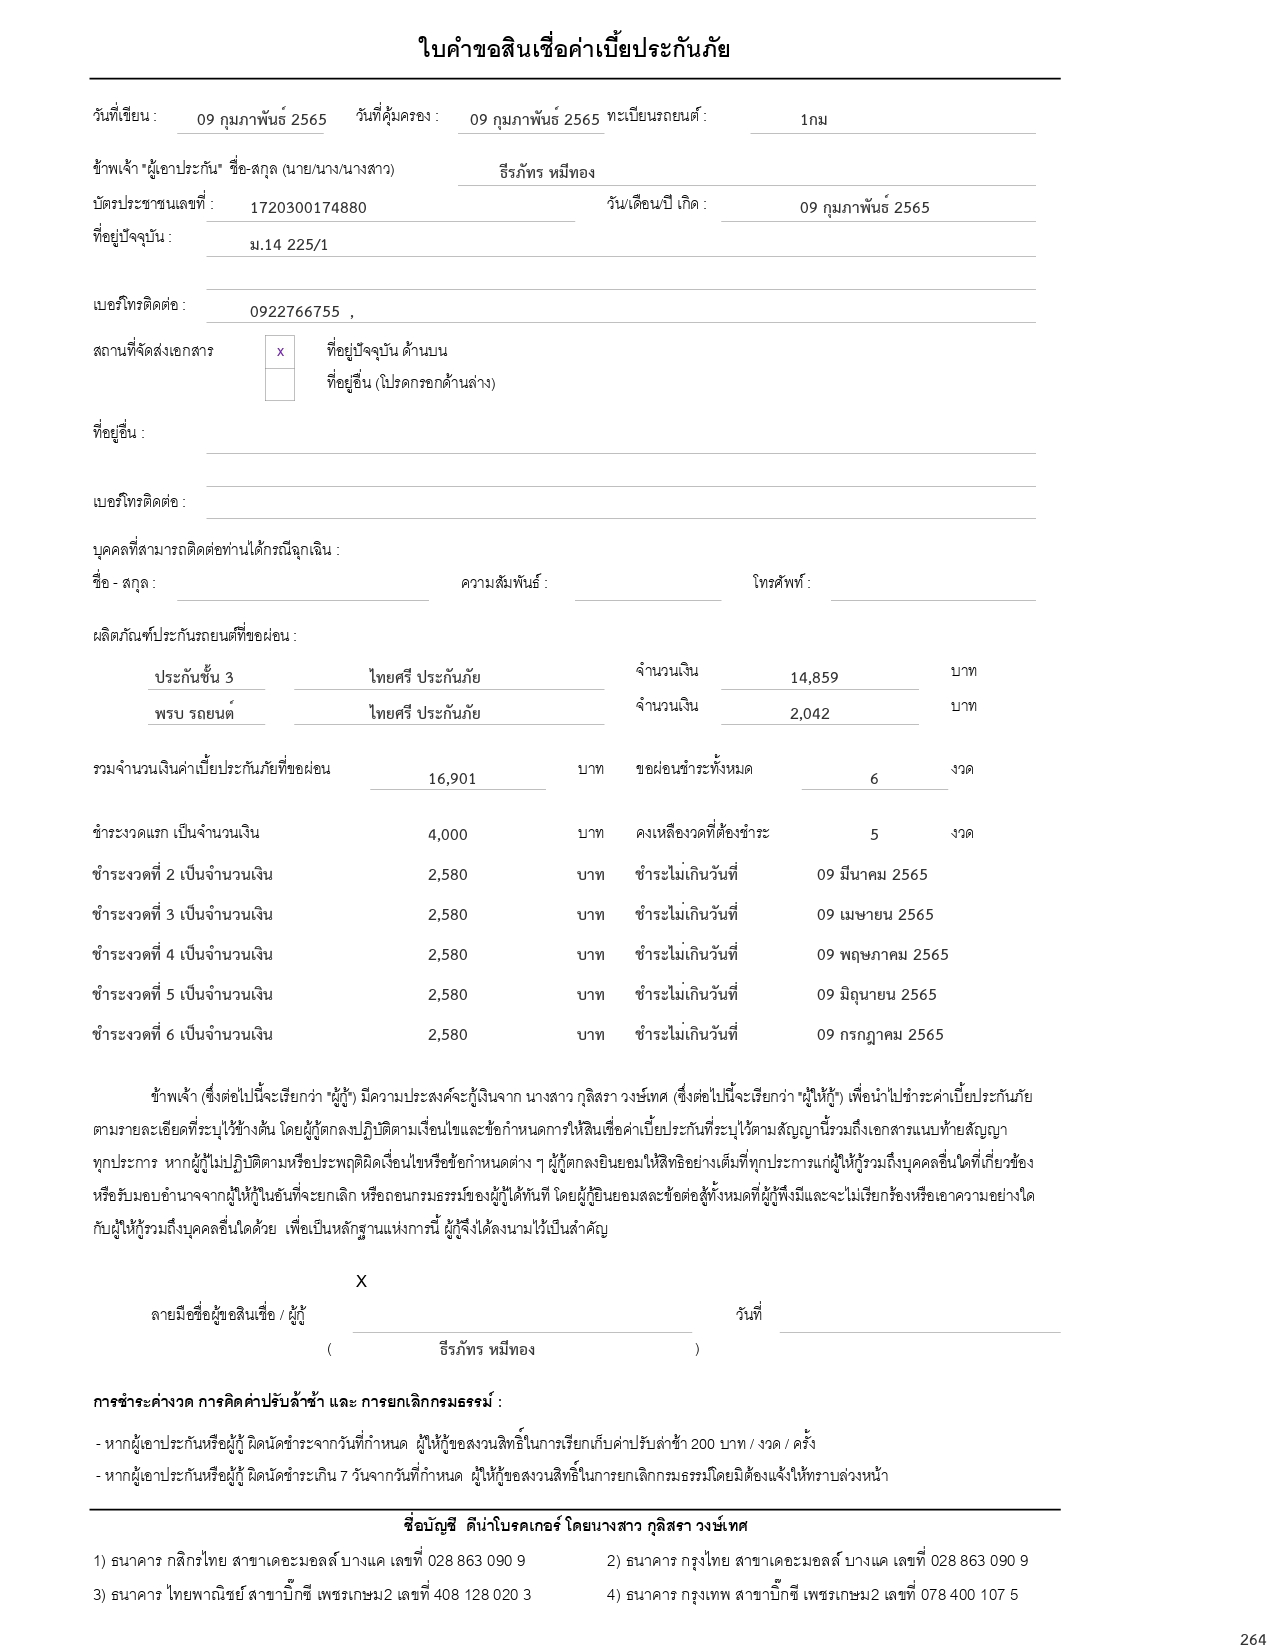 ใบคำขอสินเชื่อค่าเบี้ยประกันภัย
วันที่เขียน : 09 กุมภาพันธ์ 2565 วันที่คุ้มครอง : 09 กุมภาพันธ์ 2565 ทะเบียนรถยนต์ : 1กม
ข้าพเจ้า "ผู้เอาประกัน" ชื่อ-สกุล (นาย/นาง/นางสาว) ธีรภัทร หมีทอง
บัตรประชาชนเลขที่ : 1720300174880 วัน/เดือน/ปี เกิด : 09 กุมภาพันธ์ 2565
ที่อยู่ปัจจุบัน : ม.14 225/1
เบอร์โทรติดต่อ : 0922766755 ,
สถานที่จัดส่งเอกสาร x ที่อยู่ปัจจุบัน ด้านบน
ที่อยู่อื่น (โปรดกรอกด้านล่าง)
ที่อยู่อื่น :
เบอร์โทรติดต่อ :
บุคคลที่สามารถติดต่อท่านได้กรณีฉุกเฉิน :
ชื่อ - สกุล : ความสัมพันธ์ : โทรศัพท์ :
ผลิตภัณฑ์ประกันรถยนต์ที่ขอผ่อน :
ประกันชั้น 3 ไทยศรี ประกันภัย จำนวนเงิน 14,859 บาท
พรบ รถยนต์ ไทยศรี ประกันภัย จำนวนเงิน 2,042 บาท
รวมจำนวนเงินค่าเบี้ยประกันภัยที่ขอผ่อน 16,901 บาท ขอผ่อนชำระทั้งหมด 6 งวด
ชำระงวดแรก เป็นจำนวนเงิน 4,000 บาท คงเหลืองวดที่ต้องชำระ 5 งวด
ชำระงวดที่ 2 เป็นจำนวนเงิน 2,580 บาท ชำระไม่เกินวันที่ 09 มีนาคม 2565
ชำระงวดที่ 3 เป็นจำนวนเงิน 2,580 บาท ชำระไม่เกินวันที่ 09 เมษายน 2565
ชำระงวดที่ 4 เป็นจำนวนเงิน 2,580 บาท ชำระไม่เกินวันที่ 09 พฤษภาคม 2565
ชำระงวดที่ 5 เป็นจำนวนเงิน 2,580 บาท ชำระไม่เกินวันที่ 09 มิถุนายน 2565
ชำระงวดที่ 6 เป็นจำนวนเงิน 2,580 บาท ชำระไม่เกินวันที่ 09 กรกฎาคม 2565
ข้าพเจ้า (ซึ่งต่อไปนี้จะเรียกว่า "ผู้กู้") มีความประสงค์จะกู้เงินจาก นางสาว กุลิสรา วงษ์เทศ (ซึ่งต่อไปนี้จะเรียกว่า "ผู้ให้กู้") เพื่อนำไปชำระค่าเบี้ยประกันภัย
ตามรายละเอียดที่ระบุไว้ข้างต้น โดยผู้กู้ตกลงปฏิบัติตามเงื่อนไขและข้อกำหนดการให้สินเชื่อค่าเบี้ยประกันที่ระบุไว้ตามสัญญานี้รวมถึงเอกสารแนบท้ายสัญญา
ทุกประการ หากผู้กู้ไม่ปฏิบัติตามหรือประพฤติผิดเงื่อนไขหรือข้อกำหนดต่าง ๆ ผู้กู้ตกลงยินยอมให้สิทธิอย่างเต็มที่ทุกประการแก่ผู้ให้กู้รวมถึงบุคคลอื่นใดที่เกี่ยวข้อง
หรือรับมอบอำนาจจากผู้ให้กู้ในอันที่จะยกเลิก หรือถอนกรมธรรม์ของผู้กู้ได้ทันที โดยผู้กู้ยินยอมสละข้อต่อสู้ทั้งหมดที่ผู้กู้พึงมีและจะไม่เรียกร้องหรือเอาความอย่างใด
กับผู้ให้กู้รวมถึงบุคคลอื่นใดด้วย เพื่อเป็นหลักฐานแห่งการนี้ ผู้กู้จึงได้ลงนามไว้เป็นสำคัญ
X
ลายมือชื่อผู้ขอสินเชื่อ / ผู้กู้ วันที่
( ธีรภัทร หมีทอง )
การชำระค่างวด การคิดค่าปรับล้าช้า และ การยกเลิกกรมธรรม์ :
- หากผู้เอาประกันหรือผู้กู้ ผิดนัดชำระจากวันที่กำหนด ผู้ให้กู้ขอสงวนสิทธิ์ในการเรียกเก็บค่าปรับล่าช้า 200 บาท / งวด / ครั้ง
- หากผู้เอาประกันหรือผู้กู้ ผิดนัดชำระเกิน 7 วันจากวันที่กำหนด ผู้ให้กู้ขอสงวนสิทธิ์ในการยกเลิกกรมธรรม์โดยมิต้องแจ้งให้ทราบล่วงหน้า
ชื่อบัญชี ดีน่าโบรคเกอร์ โดยนางสาว กุลิสรา วงษ์เทศ
1) ธนาคาร กสิกรไทย สาขาเดอะมอลล์ บางแค เลขที่ 028 863 090 9 2) ธนาคาร กรุงไทย สาขาเดอะมอลล์ บางแค เลขที่ 028 863 090 9
3) ธนาคาร ไทยพาณิชย์ สาขาบิ๊กซี เพชรเกษม2 เลขที่ 408 128 020 3 4) ธนาคาร กรุงเทพ สาขาบิ๊กซี เพชรเกษม2 เลขที่ 078 400 107 5
264